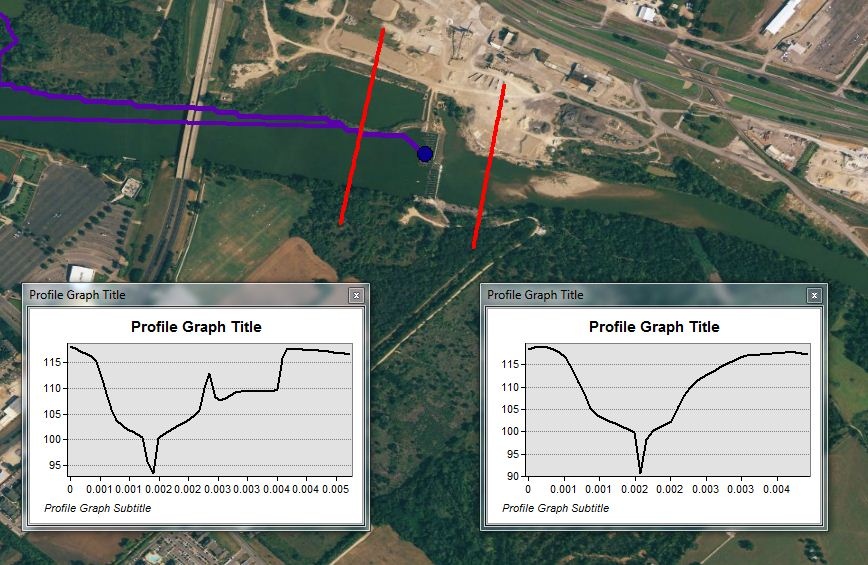 Profile Graph Title x
Profile Graph Title
115
110
105
100
95
0 0.001 0.001 0.002 0.002 0.003 0.003 0.004 0.004 0.005
Profile Graph Subtitle
Profile Graph Title x
Profile Graph Title
115
110
105
100
95
90
0 0.001 0.001 0.002 0.002 0.003 0.004 0.004
Profile Graph Subtitle